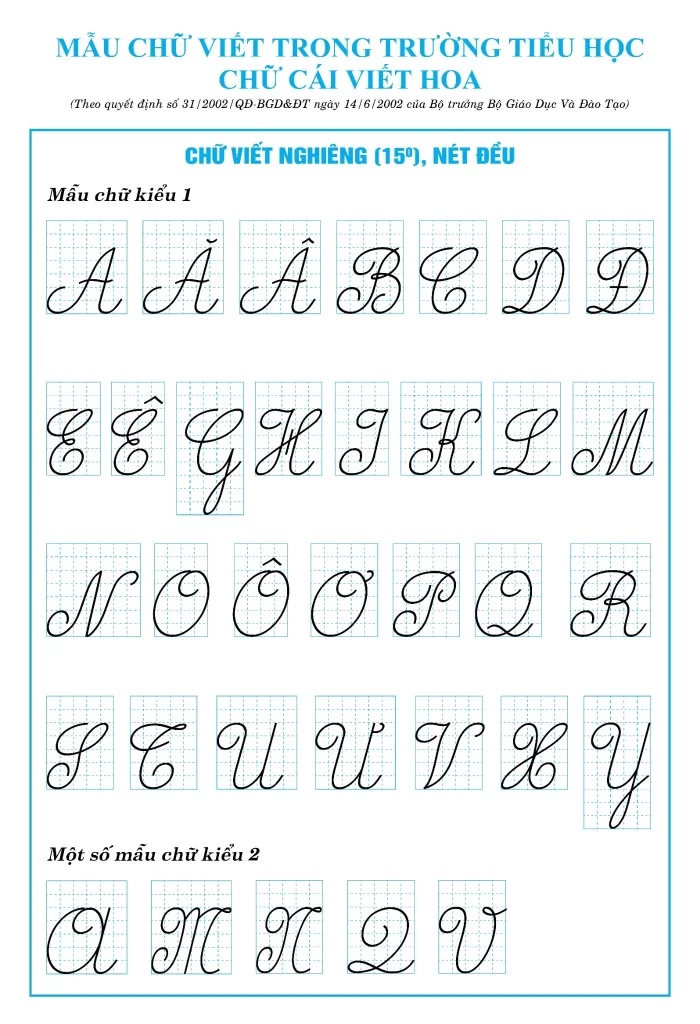 MẪU CHỮ VIẾT TRONG TRƯỜNG TIỂU HỌC
CHỮ CÁI VIẾT HOA
(Theo quyết định số 31/2002/QĐ-BGD&ĐT ngày 14/6/2002 của Bộ trưởng Bộ Giáo Dục Và Đào Tạo)
CHỮ VIẾT NGHIÊNG (15⁰), NÉT ĐỀU
Mẫu chữ kiểu 1
A Ă Â B C D Đ
E Ê G H I K L M
N O Ô Ơ P Q R
S T U Ư V X Y
Một số mẫu chữ kiểu 2
A M N Q V